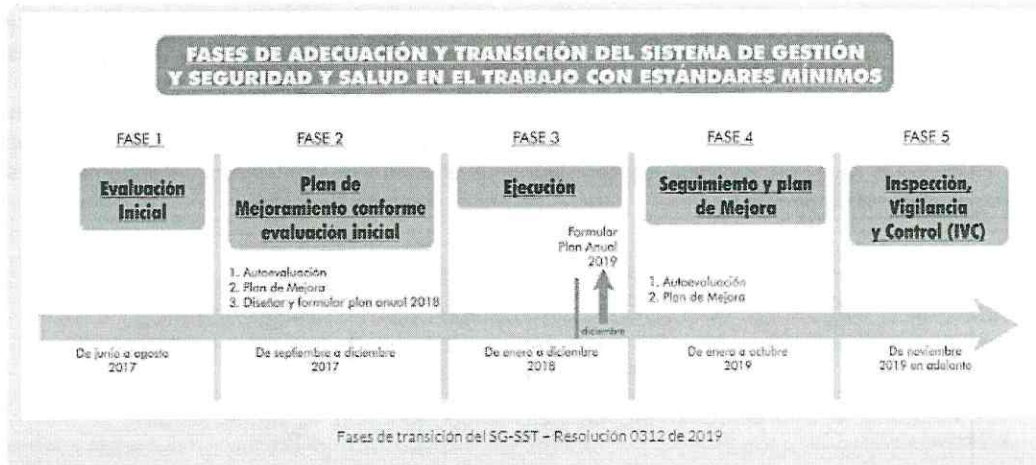 FASES DE ADECUACIÓN Y TRANSICIÓN DEL SISTEMA DE GESTIÓN
Y SEGURIDAD Y SALUD EN EL TRABAJO CON ESTÁNDARES MÍNIMOS
FASE 1
Evaluación
Inicial
De junio a agosto
2017
FASE 2
Plan de
Mejoramiento conforme
evaluación inicial
1. Autoevaluación
2. Plan de Mejora
3. Diseñar y formular plan anual 2018
De septiembre a diciembre
2017
FASE 3
Ejecución
Formular
Plan Anual
2019
diciembre
De enero a diciembre
2018
FASE 4
Seguimiento y plan
de Mejora
1. Autoevaluación
2. Plan de Mejora
De enero a octubre
2019
FASE 5
Inspección,
Vigilancia
y Control (IVC)
De noviembre
2019 en adelante
Fases de transición del SG-SST – Resolución 0312 de 2019